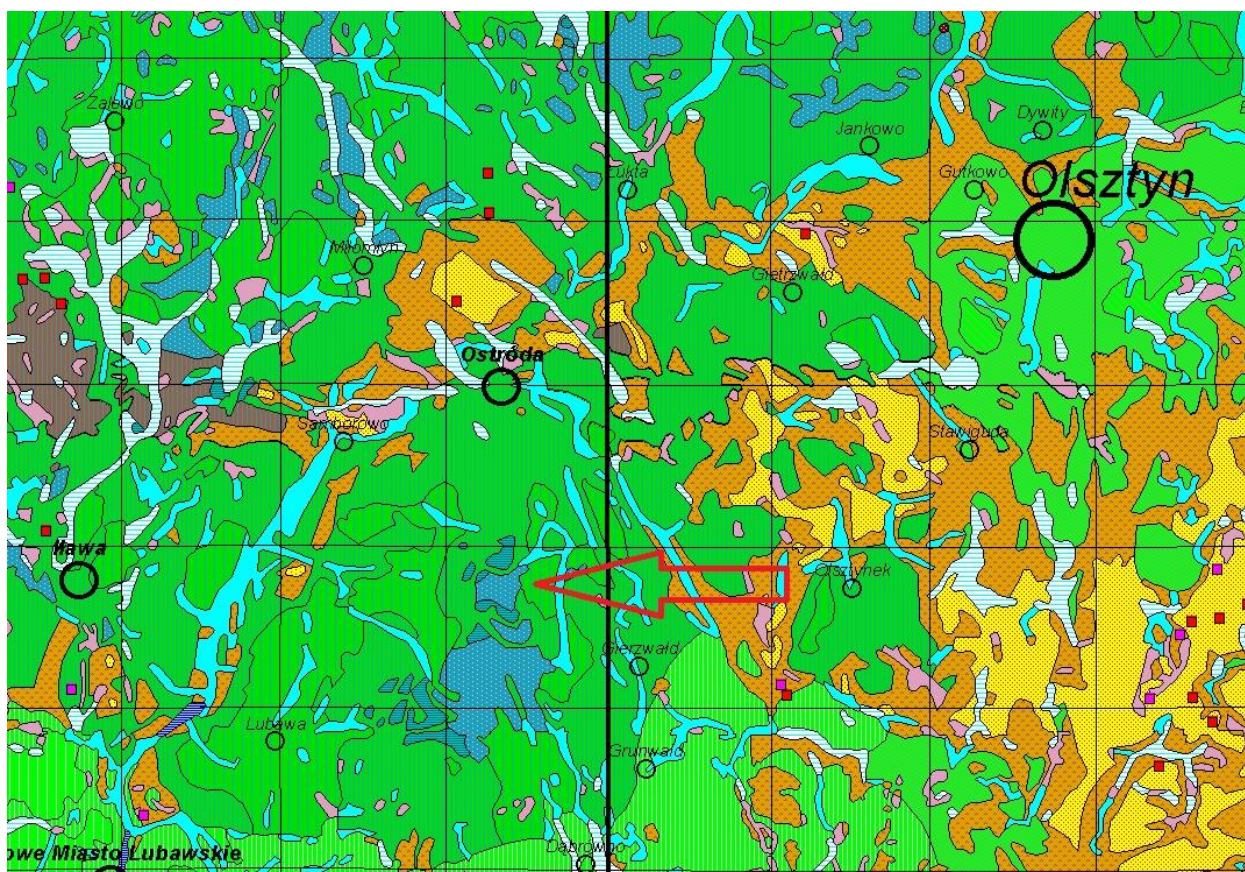 Zalewo
Dywity
Jankowo
Łukta
Gutkowo
Olsztyn
Miłomłyn
Gietrzwałd
Ostróda
Samborowo
Stawiguda
Iława
Olsztynek
Gierzwałd
Lubawa
Grunwald
owe Miasto Lubawskie
Dąbrówno